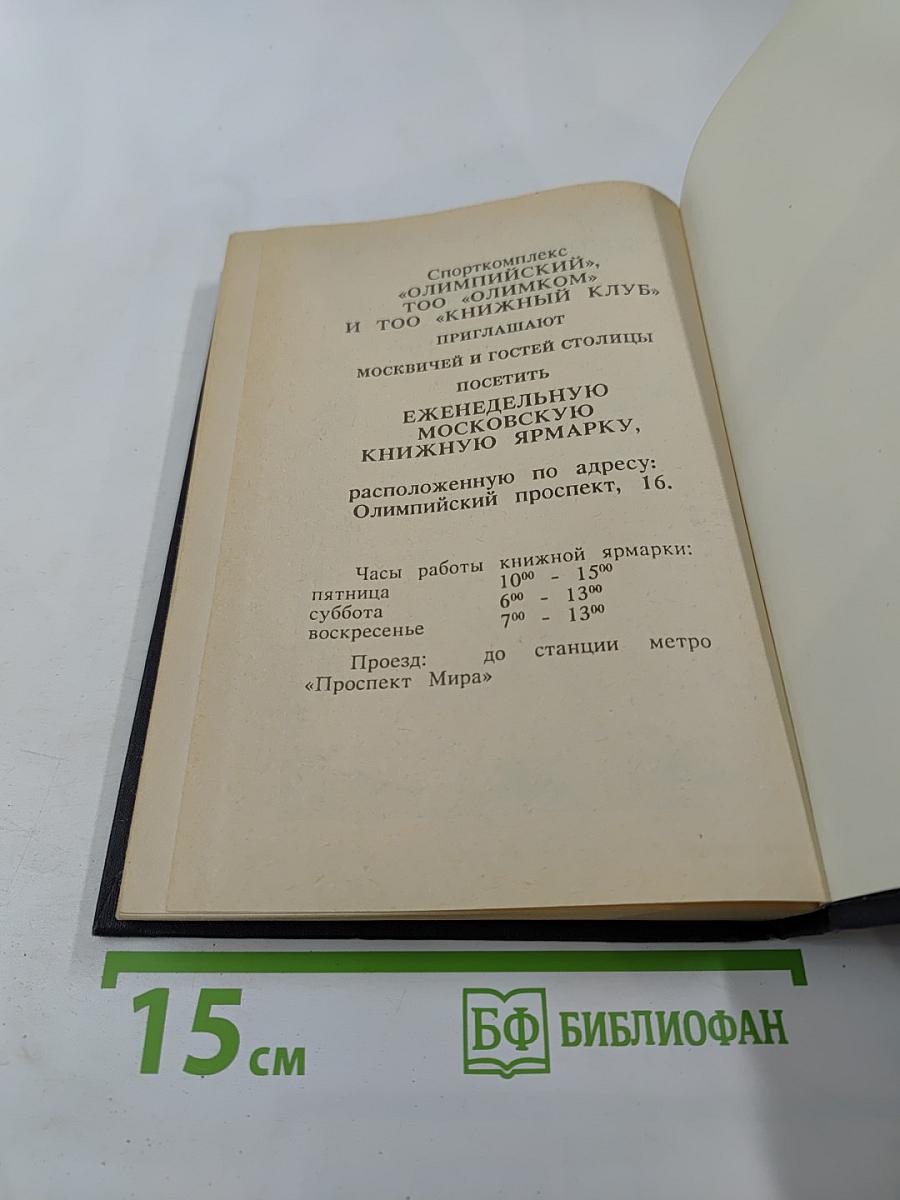 Спорткомплекс
«ОЛИМПИЙСКИЙ»,
ТОО «ОЛИМКОМ»
И ТОО «КНИЖНЫЙ КЛУБ»
ПРИГЛАШАЮТ
МОСКВИЧЕЙ И ГОСТЕЙ СТОЛИЦЫ
ПОСЕТИТЬ
ЕЖЕНЕДЕЛЬНУЮ
МОСКОВСКУЮ
КНИЖНУЮ ЯРМАРКУ,
расположенную по адресу:
Олимпийский проспект, 16.
Часы работы книжной ярмарки:
пятница 10⁰⁰ - 15⁰⁰
суббота 6⁰⁰ - 13⁰⁰
воскресенье 7⁰⁰ - 13⁰⁰
Проезд: до станции метро
«Проспект Мира»
15 см
БФ БИБЛИОФАН